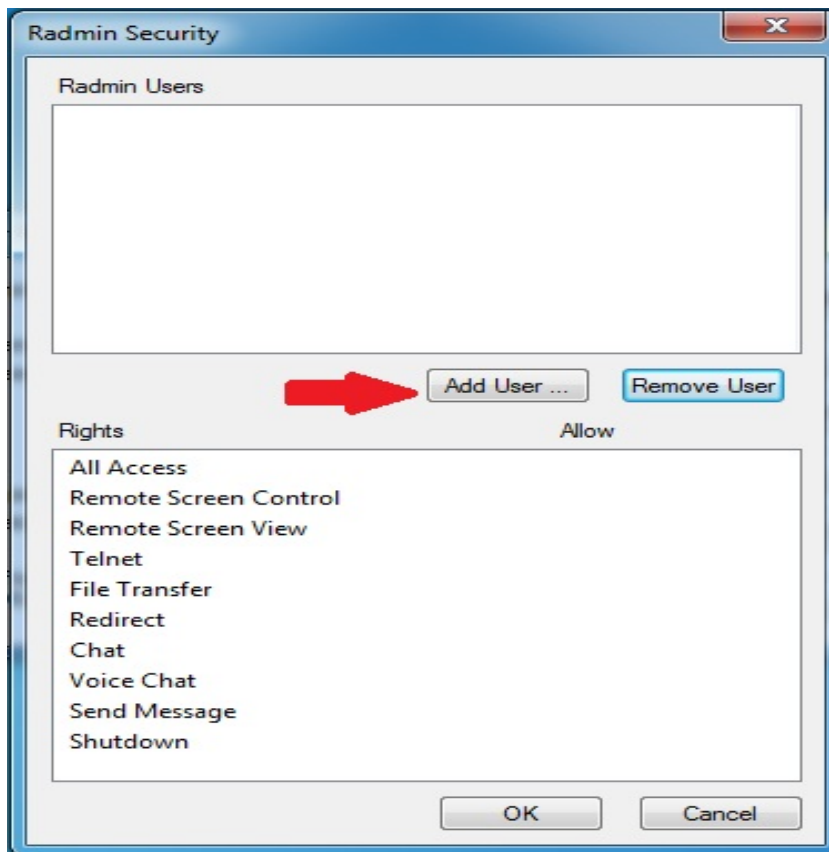 Radmin Security
Radmin Users
Add User ... Remove User
Rights Allow
All Access
Remote Screen Control
Remote Screen View
Telnet
File Transfer
Redirect
Chat
Voice Chat
Send Message
Shutdown
OK Cancel